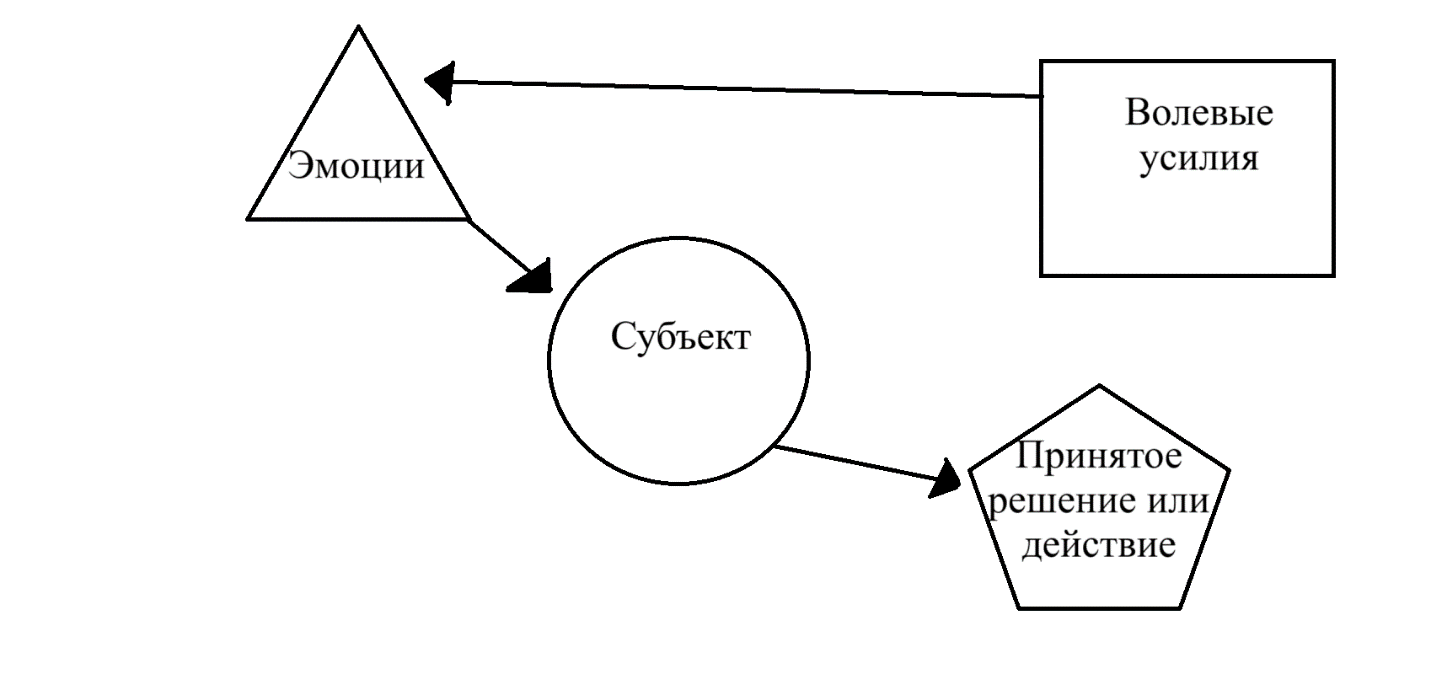 Эмоции
Волевые
усилия
Субъект
Принятое
решение или
действие